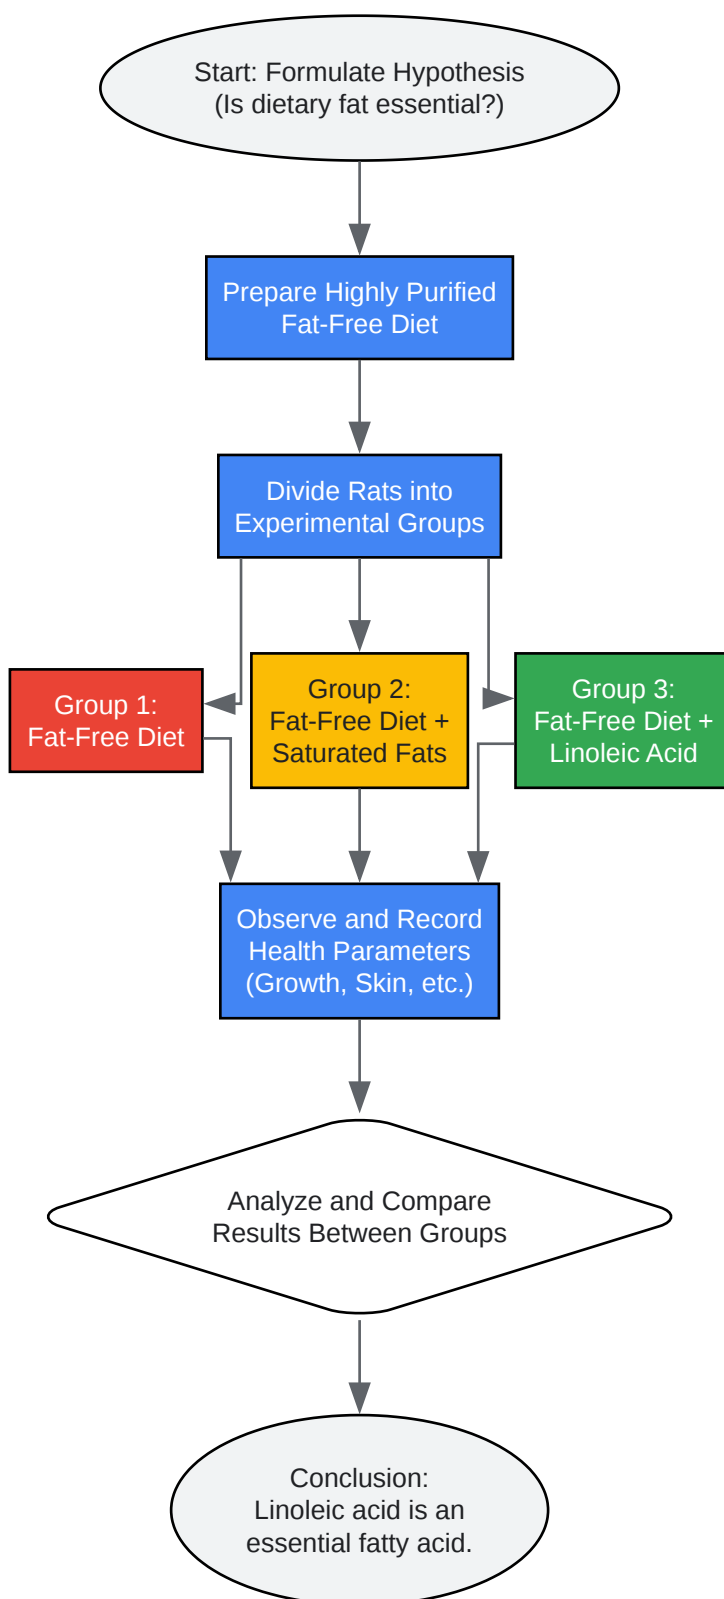 Start: Formulate Hypothesis
(Is dietary fat essential?)
Prepare Highly Purified
Fat-Free Diet
Divide Rats into
Experimental Groups
Group 1:
Fat-Free Diet
Group 2:
Fat-Free Diet +
Saturated Fats
Group 3:
Fat-Free Diet +
Linoleic Acid
Observe and Record
Health Parameters
(Growth, Skin, etc.)
Analyze and Compare
Results Between Groups
Conclusion:
Linoleic acid is an
essential fatty acid.